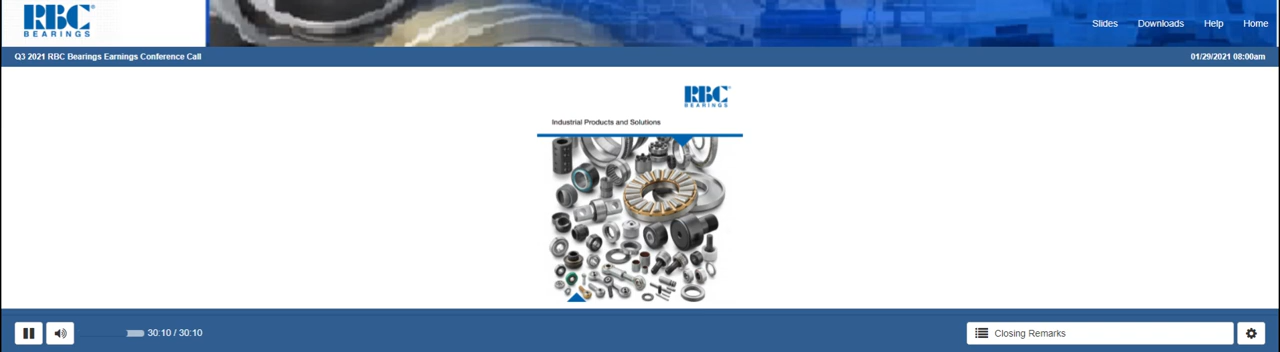 RBC
BEARINGS
Slides Downloads Help Home
Q3 2021 RBC Bearings Earnings Conference Call 01/29/2021 08:00am
RBC
BEARINGS
Industrial Products and Solutions
30:10 / 30:10 Closing Remarks